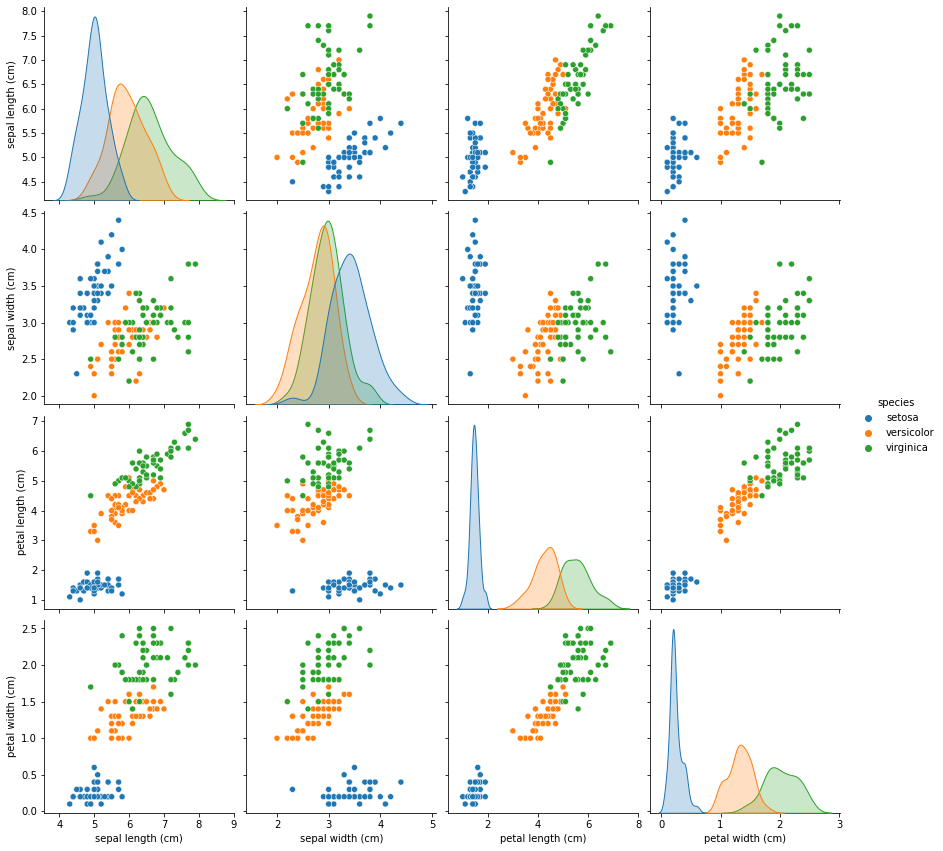 8.0
7.5
7.0
6.5
6.0
5.5
5.0
4.5
sepal length (cm)
4.5
4.0
3.5
3.0
2.5
2.0
sepal width (cm)
species
setosa
versicolor
virginica
7
6
5
4
3
2
1
petal length (cm)
2.5
2.0
1.5
1.0
0.5
0.0
petal width (cm)
4 5 6 7 8 9
2 3 4 5
2 4 6 8
0 1 2 3
sepal length (cm)
sepal width (cm)
petal length (cm)
petal width (cm)